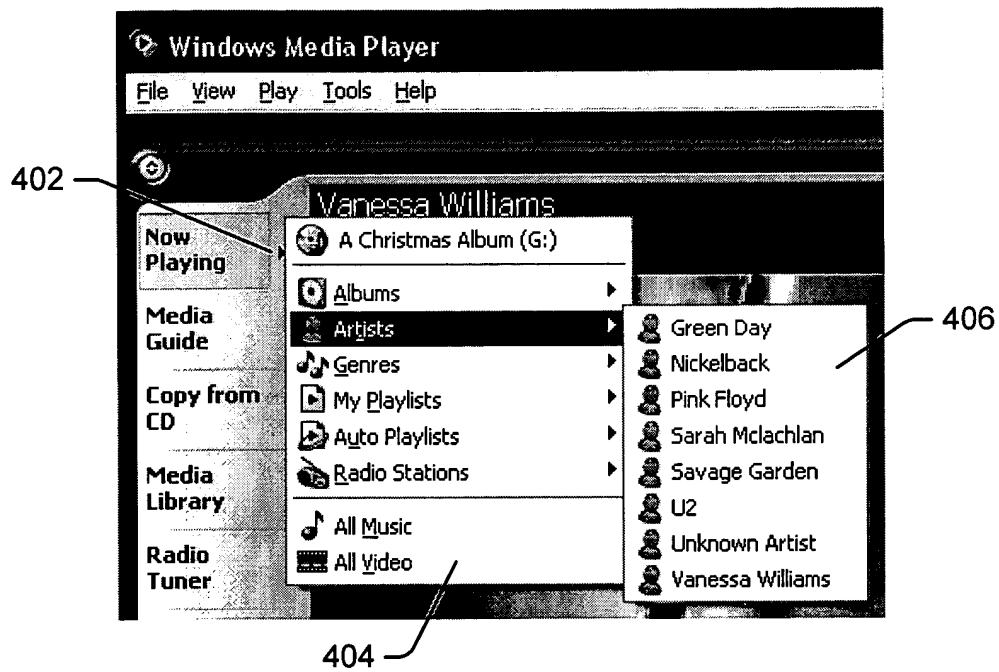 Windows Media Player
File View Play Tools Help
402
Vanessa Williams
Now
Playing
Media
Guide
Copy from
CD
Media
Library
Radio
Tuner
A Christmas Album (G:)
Albums
Artists
Genres
My Playlists
Auto Playlists
Radio Stations
All Music
All Video
Green Day
Nickelback
Pink Floyd
Sarah Mclachlan
Savage Garden
U2
Unknown Artist
Vanessa Williams
406
404